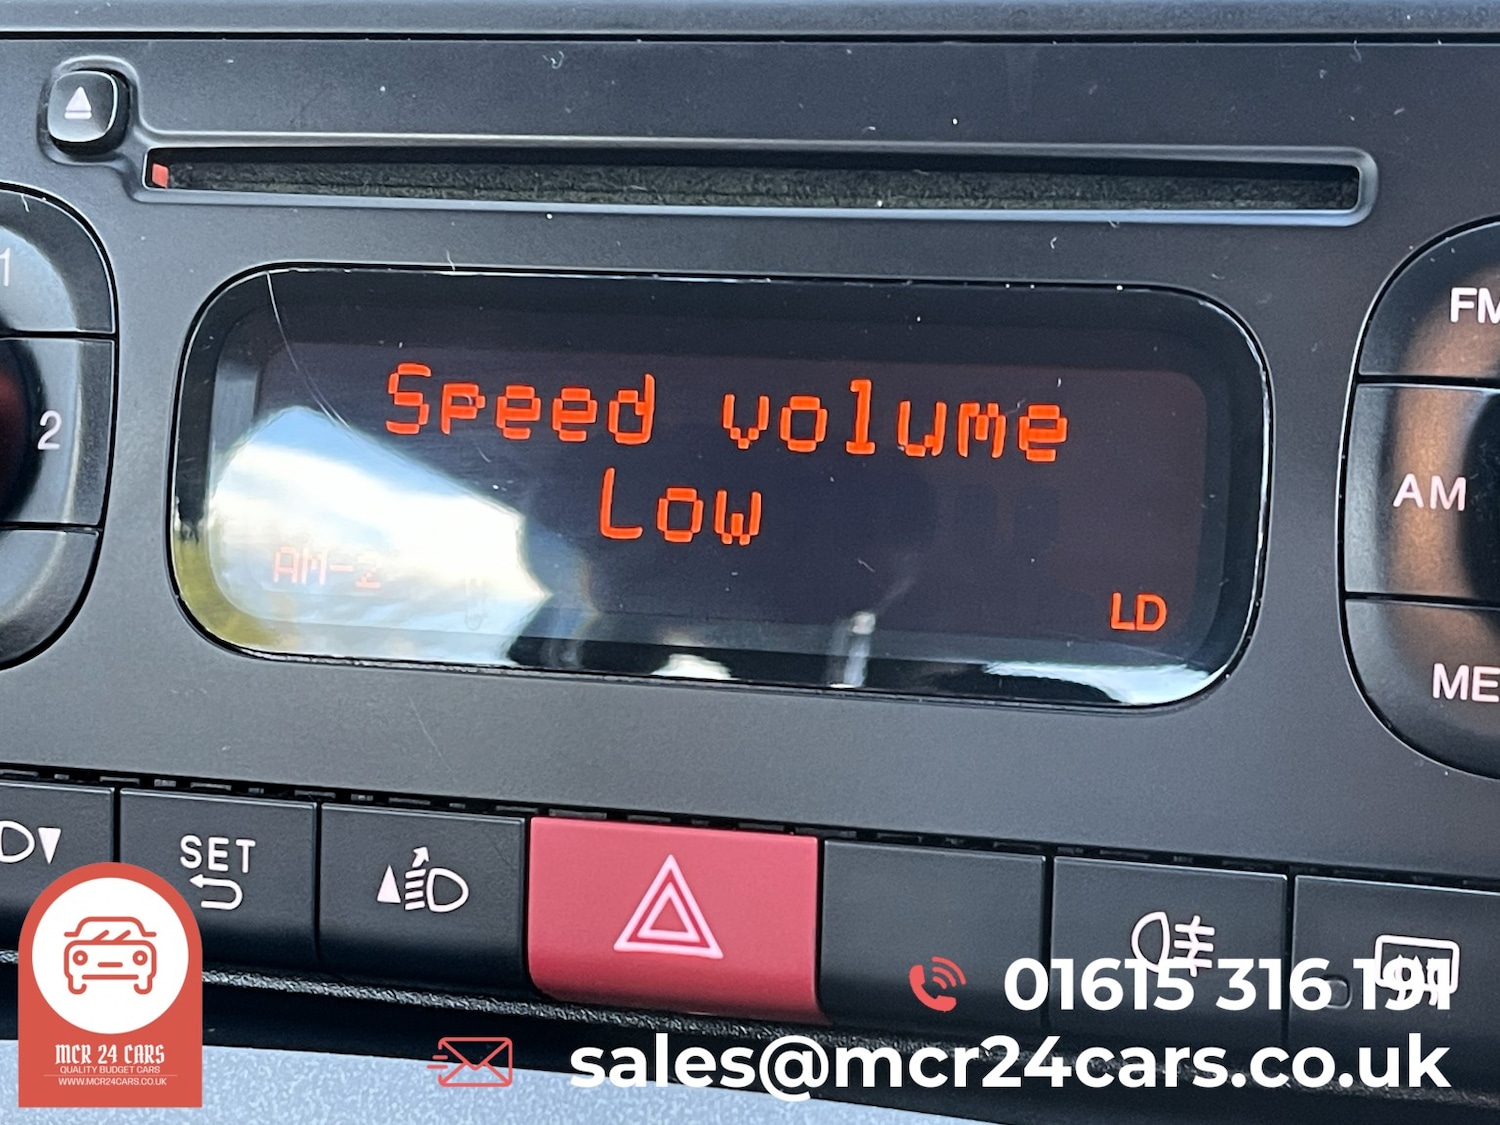 1
FM
Speed volume
2
Low
AM
AM-2
LD
ME
SET
01615 316 191
sales@mcr24cars.co.uk
MCR 24 CARS
QUALITY BUDGET CARS
WWW.MCR24CARS.CO.UK